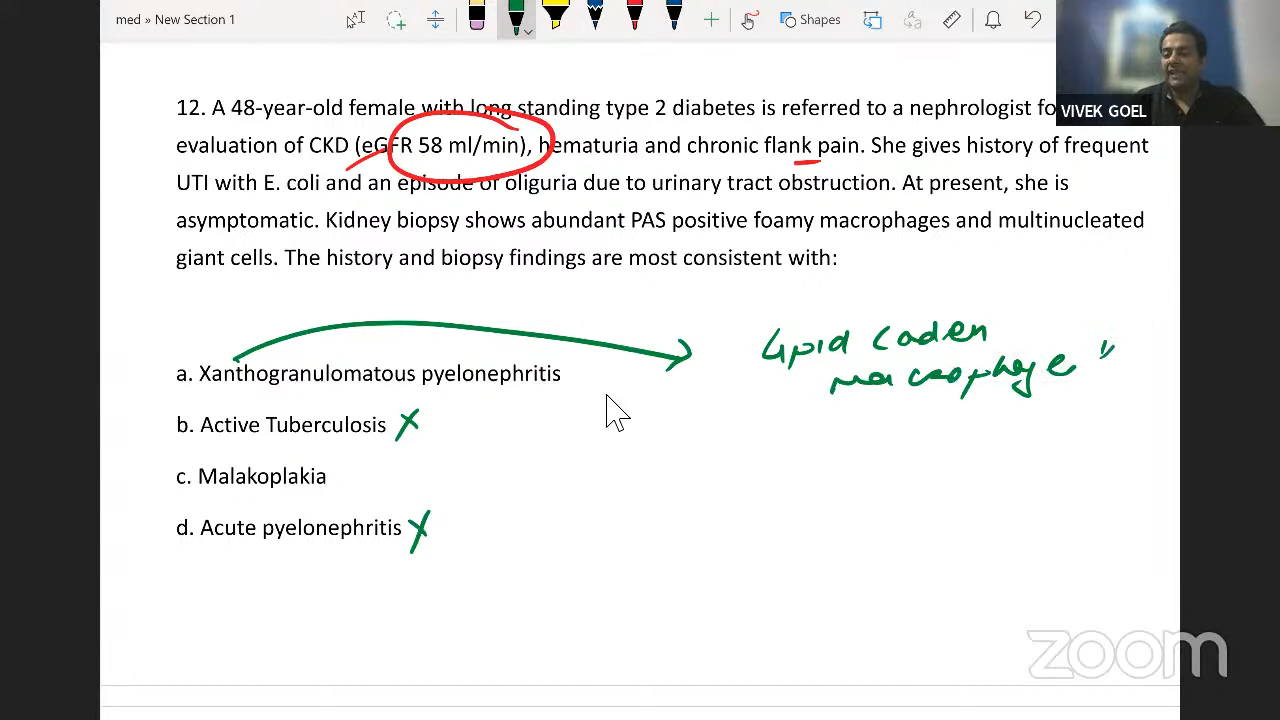 med » New Section 1
Shapes
VIVEK GOEL
12. A 48-year-old female with long standing type 2 diabetes is referred to a nephrologist fo
evaluation of CKD (eGFR 58 ml/min), hematuria and chronic flank pain. She gives history of frequent
UTI with E. coli and an episode of oliguria due to urinary tract obstruction. At present, she is
asymptomatic. Kidney biopsy shows abundant PAS positive foamy macrophages and multinucleated
giant cells. The history and biopsy findings are most consistent with:
Lipid laden
macrophage "
a. Xanthogranulomatous pyelonephritis
b. Active Tuberculosis X
c. Malakoplakia
d. Acute pyelonephritis X
zoom